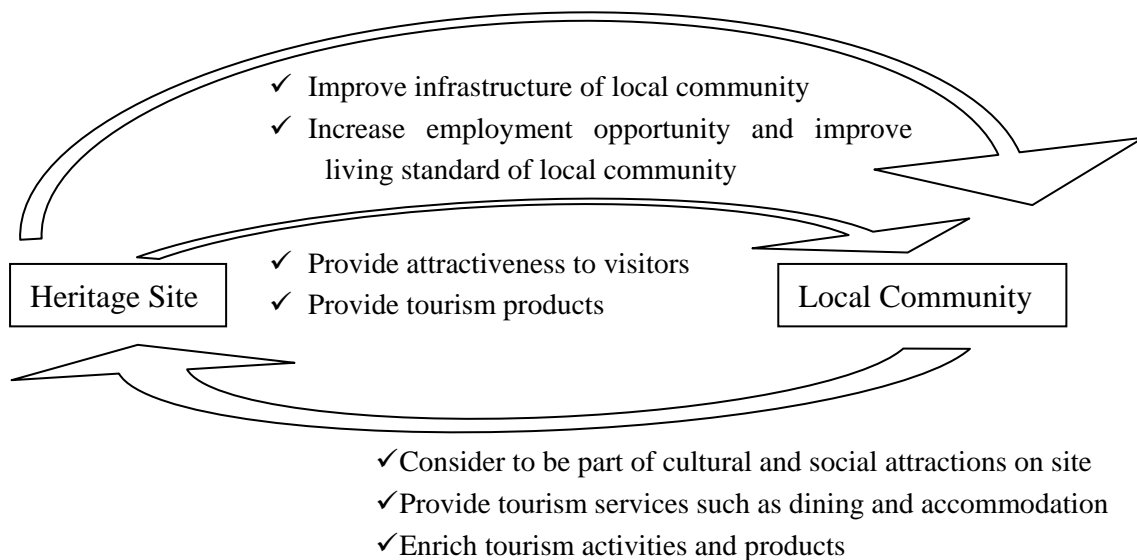 ✓ Improve infrastructure of local community
✓ Increase employment opportunity and improve
living standard of local community
✓ Provide attractiveness to visitors
✓ Provide tourism products
Heritage Site
Local Community
✓Consider to be part of cultural and social attractions on site
✓Provide tourism services such as dining and accommodation
✓Enrich tourism activities and products